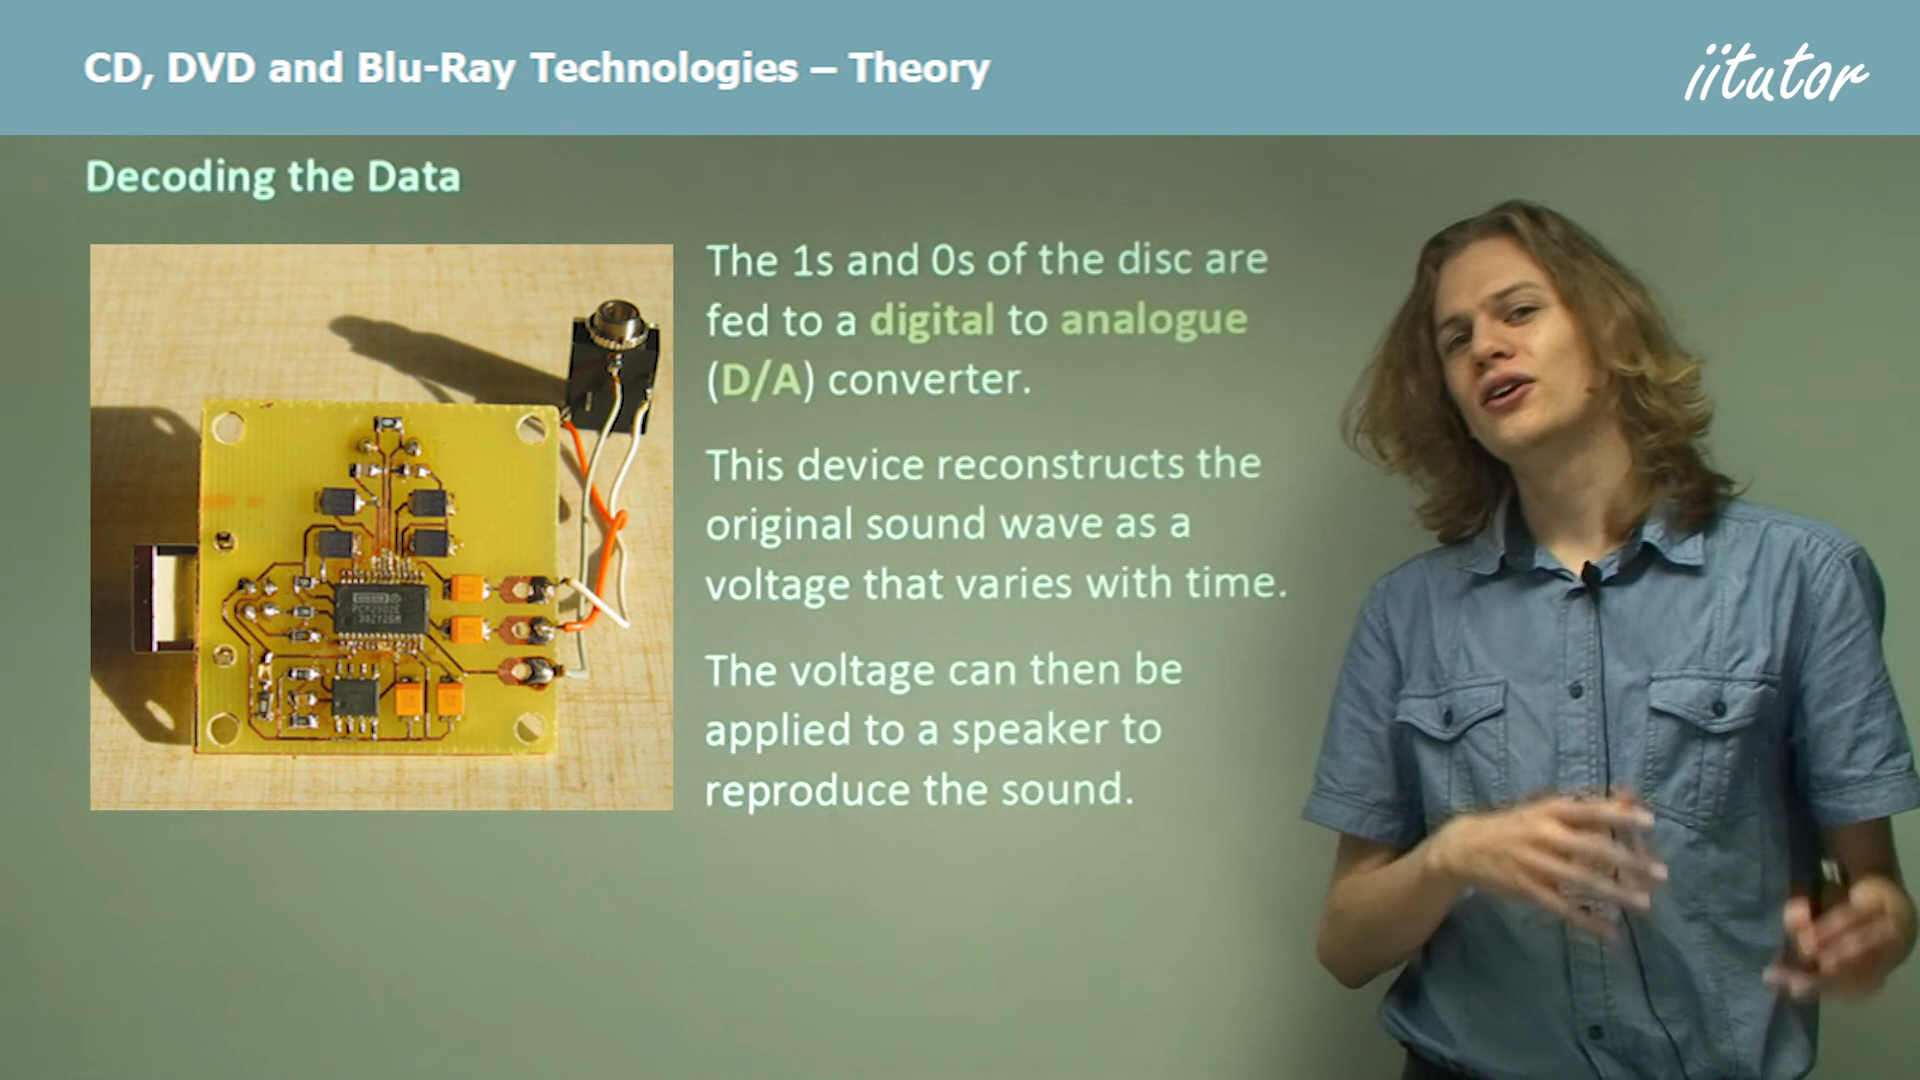 CD, DVD and Blu-Ray Technologies – Theory
iitutor
Decoding the Data
The 1s and 0s of the disc are
fed to a digital to analogue
(D/A) converter.
This device reconstructs the
original sound wave as a
voltage that varies with time.
The voltage can then be
applied to a speaker to
reproduce the sound.